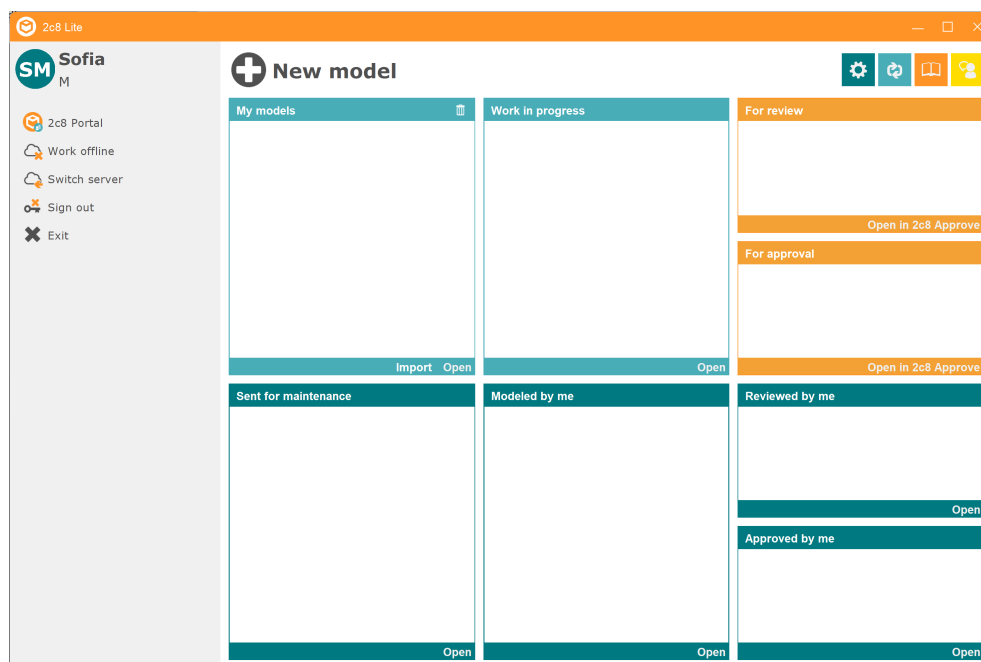 2c8 Lite
SM
Sofia
M
2c8 Portal
Work offline
Switch server
Sign out
Exit
New model
My models
Import Open
Work in progress
Open
For review
Open in 2c8 Approve
For approval
Open in 2c8 Approve
Sent for maintenance
Open
Modeled by me
Open
Reviewed by me
Open
Approved by me
Open